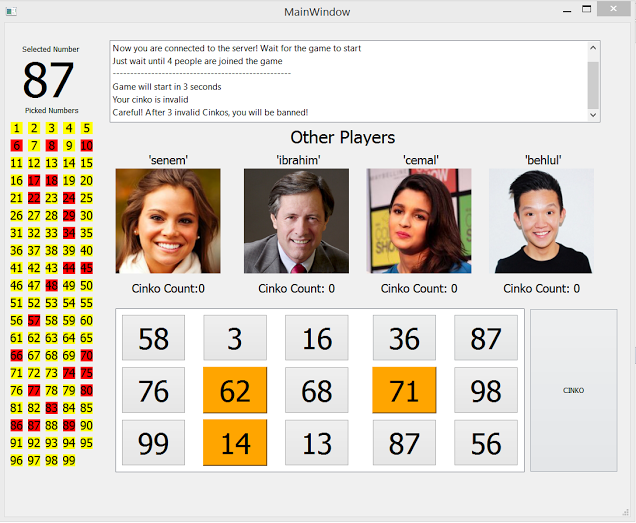 MainWindow
Selected Number
87
Picked Numbers
1 2 3 4 5
6 7 8 9 10
11 12 13 14 15
16 17 18 19 20
21 22 23 24 25
26 27 28 29 30
31 32 33 34 35
36 37 38 39 40
41 42 43 44 45
46 47 48 49 50
51 52 53 54 55
56 57 58 59 60
61 62 63 64 65
66 67 68 69 70
71 72 73 74 75
76 77 78 79 80
81 82 83 84 85
86 87 88 89 90
91 92 93 94 95
96 97 98 99
Now you are connected to the server! Wait for the game to start
Just wait until 4 people are joined the game
----------------------------------------------------
Game will start in 3 seconds
Your cinko is invalid
Careful! After 3 invalid Cinkos, you will be banned!
Other Players
'senem' 'ibrahim' 'cemal' 'behlul'
Cinko Count:0 Cinko Count: 0 Cinko Count: 0 Cinko Count: 0
58 3 16 36 87
76 62 68 71 98
99 14 13 87 56
CINKO